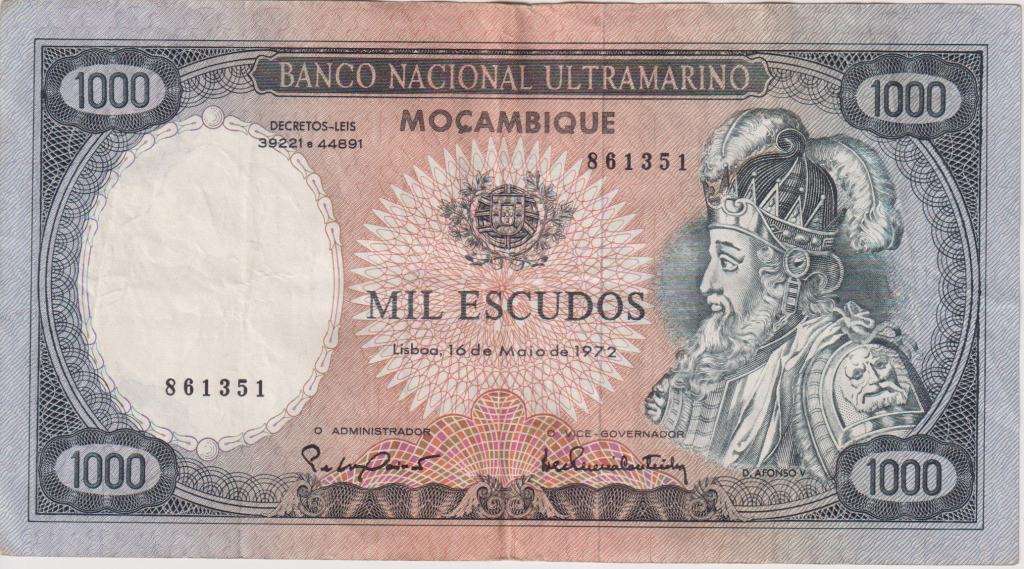 1000
BANCO NACIONAL ULTRAMARINO
1000
DECRETOS-LEIS
39221 e 44891
MOÇAMBIQUE
861351
MIL ESCUDOS
Lisboa, 16 de Maio de 1972
861351
O ADMINISTRADOR
O VICE-GOVERNADOR
D. AFONSO V
1000
1000